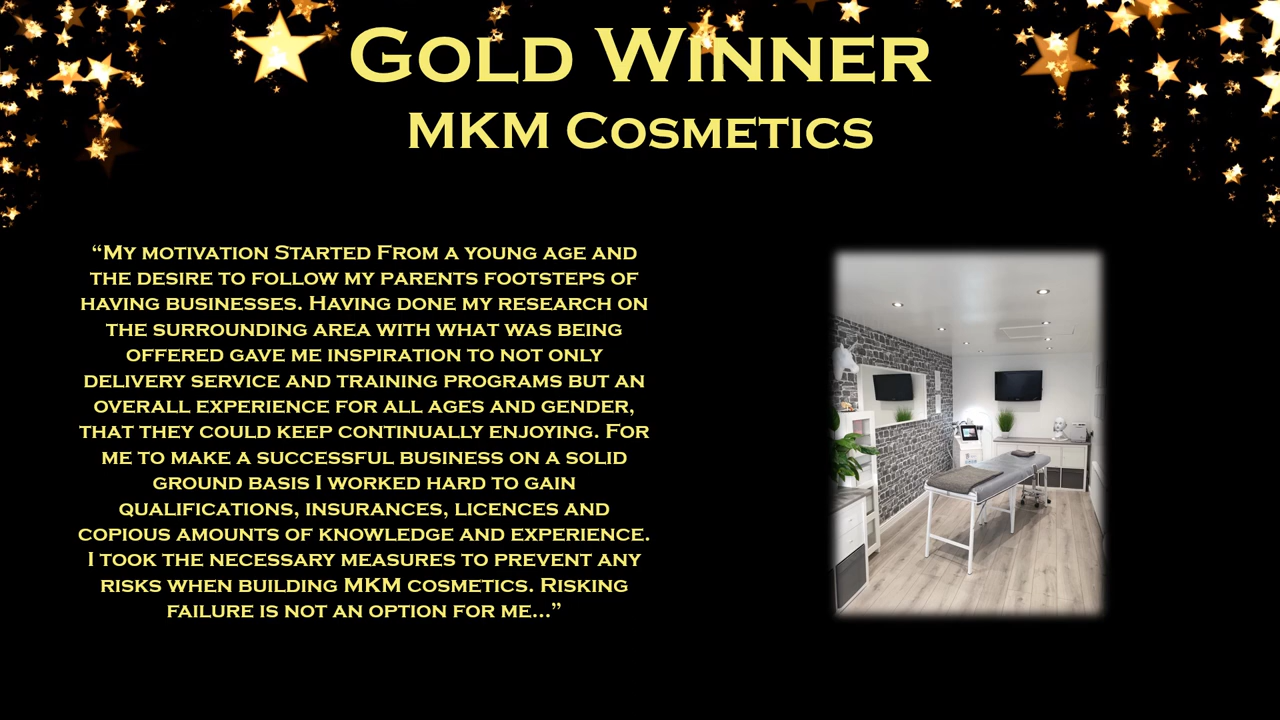 Gold Winner
MKM Cosmetics
“My motivation Started From a young age and
the desire to follow my parents footsteps of
having businesses. Having done my research on
the surrounding area with what was being
offered gave me inspiration to not only
delivery service and training programs but an
overall experience for all ages and gender,
that they could keep continually enjoying. For
me to make a successful business on a solid
ground basis I worked hard to gain
qualifications, insurances, licences and
copious amounts of knowledge and experience.
I took the necessary measures to prevent any
risks when building MKM cosmetics. Risking
failure is not an option for me...”